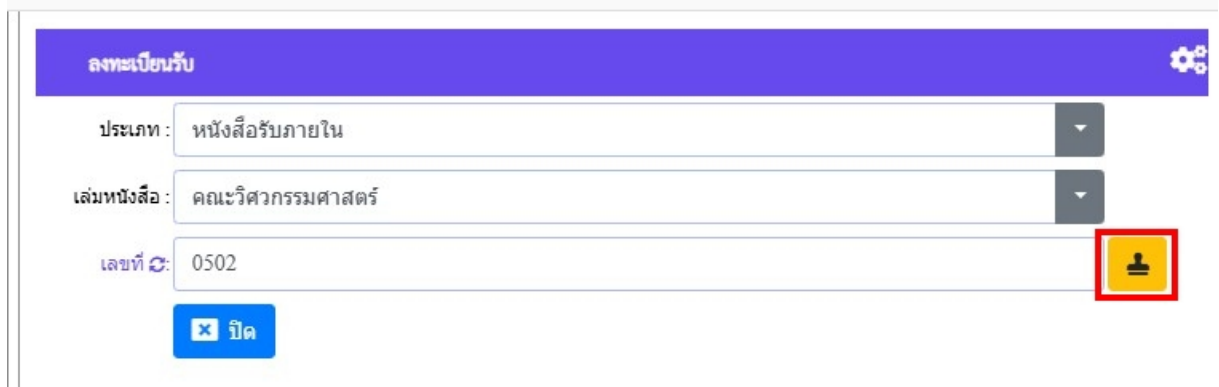 ลงทะเบียนรับ
ประเภท : หนังสือรับภายใน
เล่มหนังสือ : คณะวิศวกรรมศาสตร์
เลขที่ : 0502
ปิด